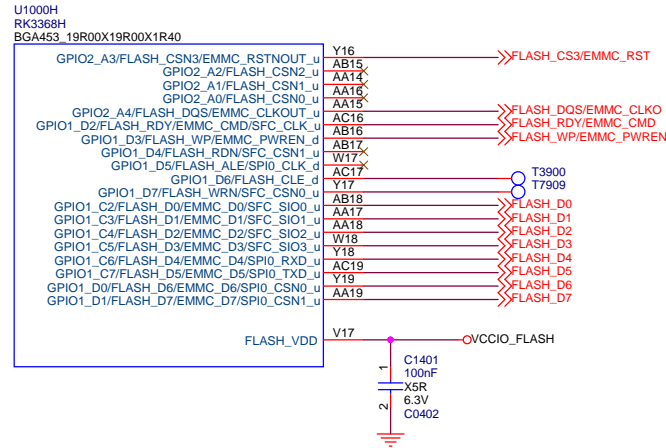 U1000H
RK3368H
BGA453_19R00X19R00X1R40
GPIO2_A3/FLASH_CSN3/EMMC_RSTNOUT_u Y16 FLASH_CS3/EMMC_RST
GPIO2_A2/FLASH_CSN2_u AB15
GPIO2_A1/FLASH_CSN1_u AA14
GPIO2_A0/FLASH_CSN0_u AA16
GPIO2_A4/FLASH_DQS/EMMC_CLKOUT_u AA15 FLASH_DQS/EMMC_CLKO
GPIO1_D2/FLASH_RDY/EMMC_CMD/SFC_CLK_u AC16 FLASH_RDY/EMMC_CMD
GPIO1_D3/FLASH_WP/EMMC_PWREN_d AB16 FLASH_WP/EMMC_PWREN
GPIO1_D4/FLASH_RDN/SFC_CSN1_u AB17
GPIO1_D5/FLASH_ALE/SPI0_CLK_d W17
GPIO1_D6/FLASH_CLE_d AC17 T3900
GPIO1_D7/FLASH_WRN/SFC_CSN0_u Y17 T7909
GPIO1_C2/FLASH_D0/EMMC_D0/SFC_SIO0_u AB18 FLASH_D0
GPIO1_C3/FLASH_D1/EMMC_D1/SFC_SIO1_u AA17 FLASH_D1
GPIO1_C4/FLASH_D2/EMMC_D2/SFC_SIO2_u AA18 FLASH_D2
GPIO1_C5/FLASH_D3/EMMC_D3/SFC_SIO3_u W18 FLASH_D3
GPIO1_C6/FLASH_D4/EMMC_D4/SPI0_RXD_u Y18 FLASH_D4
GPIO1_C7/FLASH_D5/EMMC_D5/SPI0_TXD_u AC19 FLASH_D5
GPIO1_D0/FLASH_D6/EMMC_D6/SPI0_CSN0_u Y19 FLASH_D6
GPIO1_D1/FLASH_D7/EMMC_D7/SPI0_CSN1_u AA19 FLASH_D7
FLASH_VDD V17 VCCIO_FLASH
1 C1401
100nF
X5R
6.3V
2 C0402